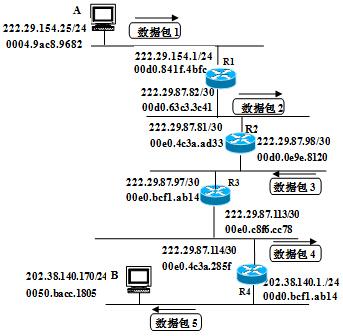 A
222.29.154.25/24
0004.9ac8.9682
数据包 1
222.29.154.1/24
00d0.841f.4bfc
R1
222.29.87.82/30
00d0.63c3.3c41
数据包 2
222.29.87.81/30
00e0.4c3a.ad33
R2
222.29.87.98/30
00d0.0e9e.8120
222.29.87.97/30
00e0.bcf1.ab14
R3
数据包 3
222.29.87.113/30
00e0.c8f6.cc78
222.29.87.114/30
00e0.4c3a.285f
数据包 4
202.38.140.170/24
0050.bacc.1805
B
R4
202.38.140.1./24
00d0.bcf1.ab14
数据包 5